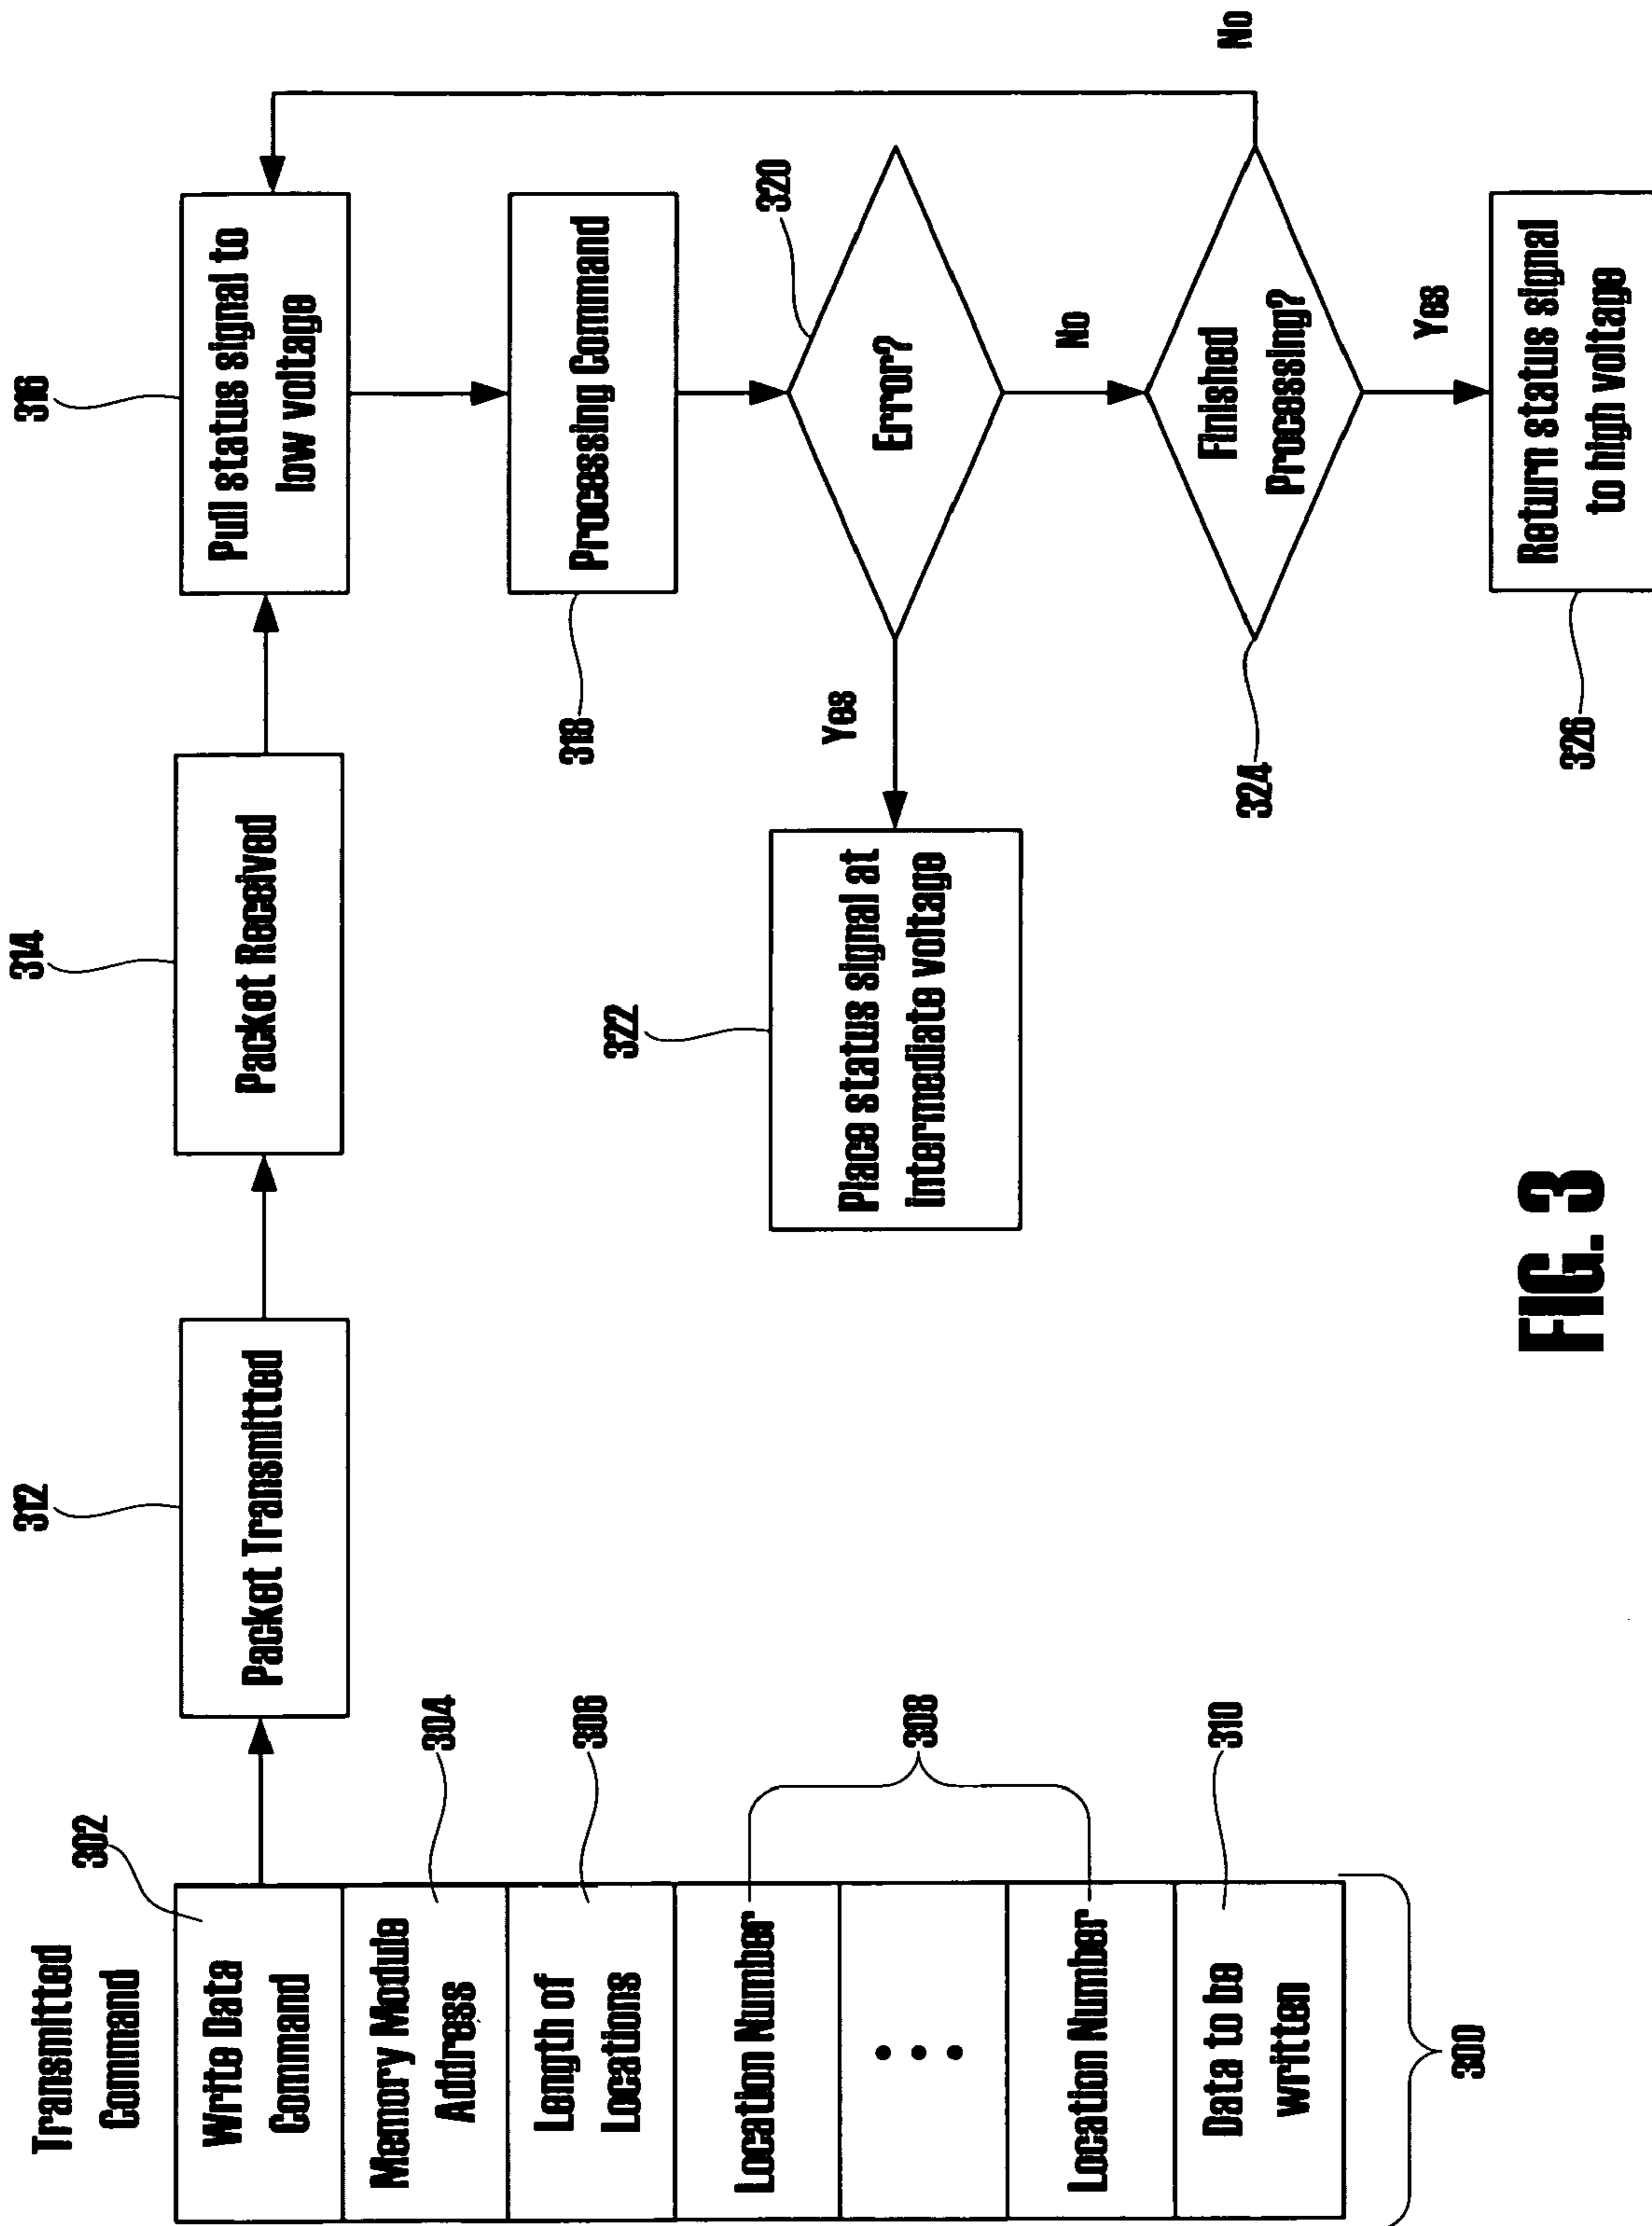 Transmitted
Command
302
Write Data
Command
Memory Module
Address
304
Length of
Locations
306
Location Number
308
Location Number
Data to be
written
310
300
312
Packet Transmitted
314
Packet Received
316
Pull status signal to
low voltage
318
Processing Command
320
Error?
Yes
322
Place status signal at
intermediate voltage
No
324
Finished
Processing?
No
Yes
326
Return status signal
to high voltage
FIG. 3